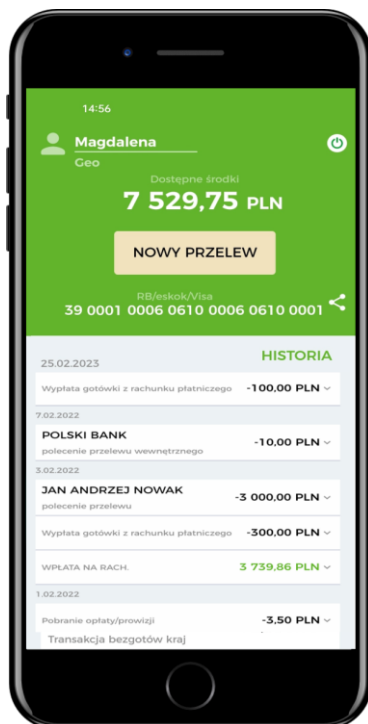 14:56
Magdalena
Geo
Dostępne środki
7 529,75 PLN
NOWY PRZELEW
RB/eskok/Visa
39 0001 0006 0610 0006 0610 0001
25.02.2023 HISTORIA
Wypłata gotówki z rachunku płatniczego -100,00 PLN
7.02.2022
POLSKI BANK -10,00 PLN
polecenie przelewu wewnętrznego
3.02.2022
JAN ANDRZEJ NOWAK -3 000,00 PLN
polecenie przelewu
Wypłata gotówki z rachunku płatniczego -300,00 PLN
WPŁATA NA RACH. 3 739,86 PLN
1.02.2022
Pobranie opłaty/prowizji -3,50 PLN
Transakcja bezgotów kraj